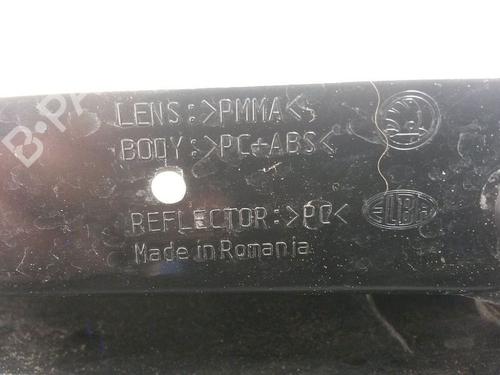 LENS:>PMMA<
BODY:>PC+ABS<
REFLECTOR:>PC<
Made in Romania